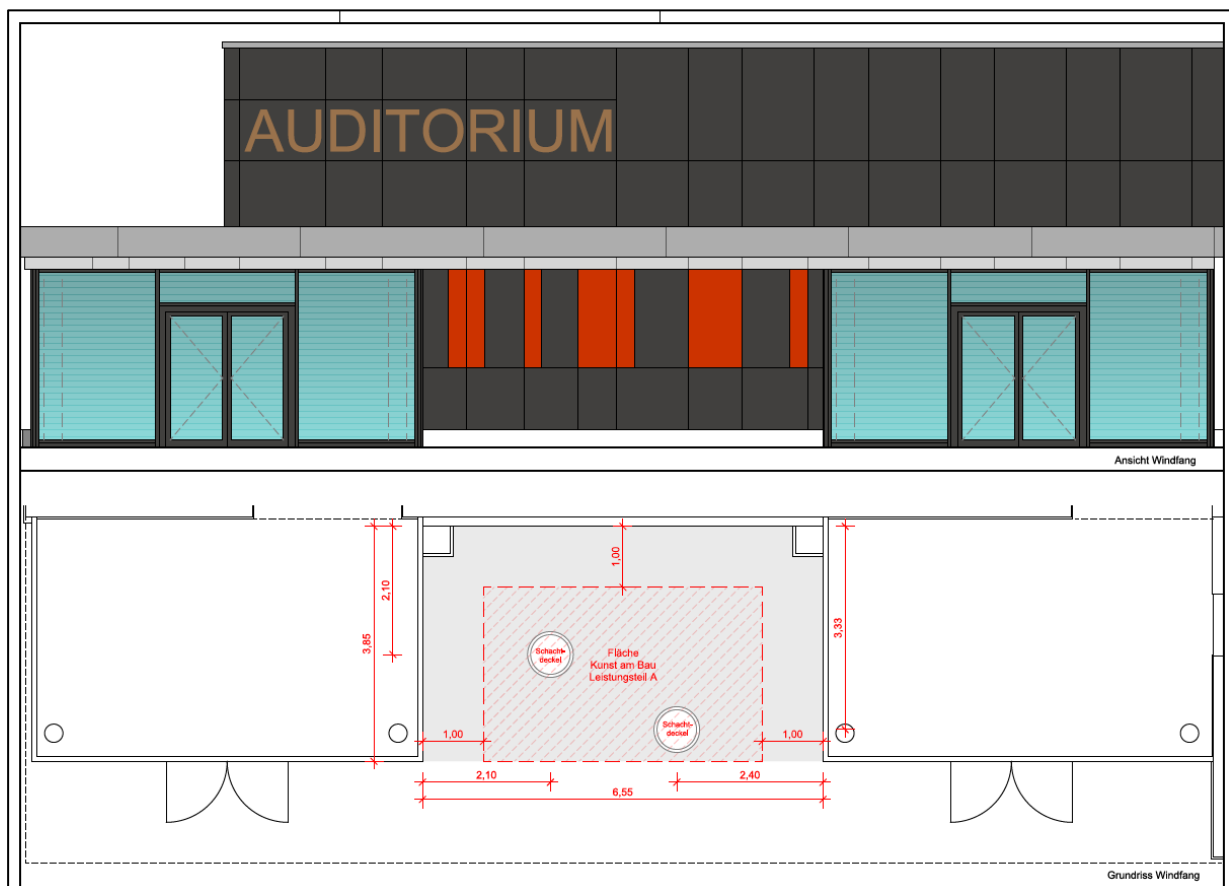 AUDITORIUM
Ansicht Windfang
1,00
2,10
3,85
3,33
Schacht-
deckel
Fläche
Kunst am Bau
Leistungsteil A
Schacht-
deckel
1,00
1,00
2,10
2,40
6,55
Grundriss Windfang